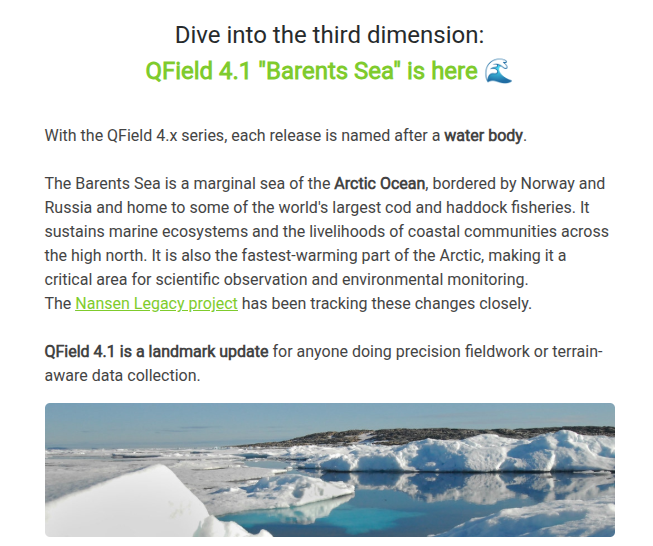 Dive into the third dimension:
QField 4.1 "Barents Sea" is here 🌊
With the QField 4.x series, each release is named after a water body.
The Barents Sea is a marginal sea of the Arctic Ocean, bordered by Norway and
Russia and home to some of the world's largest cod and haddock fisheries. It
sustains marine ecosystems and the livelihoods of coastal communities across
the high north. It is also the fastest-warming part of the Arctic, making it a
critical area for scientific observation and environmental monitoring.
The Nansen Legacy project has been tracking these changes closely.
QField 4.1 is a landmark update for anyone doing precision fieldwork or terrain-
aware data collection.